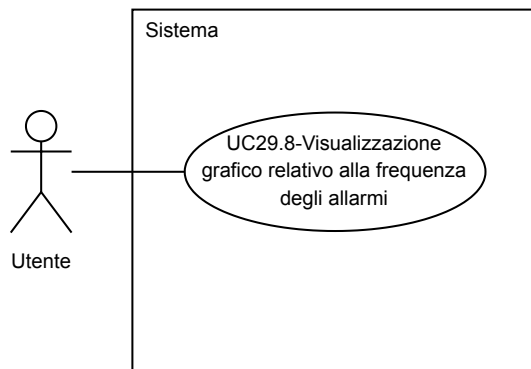 Sistema
UC29.8-Visualizzazione
grafico relativo alla frequenza
degli allarmi
Utente